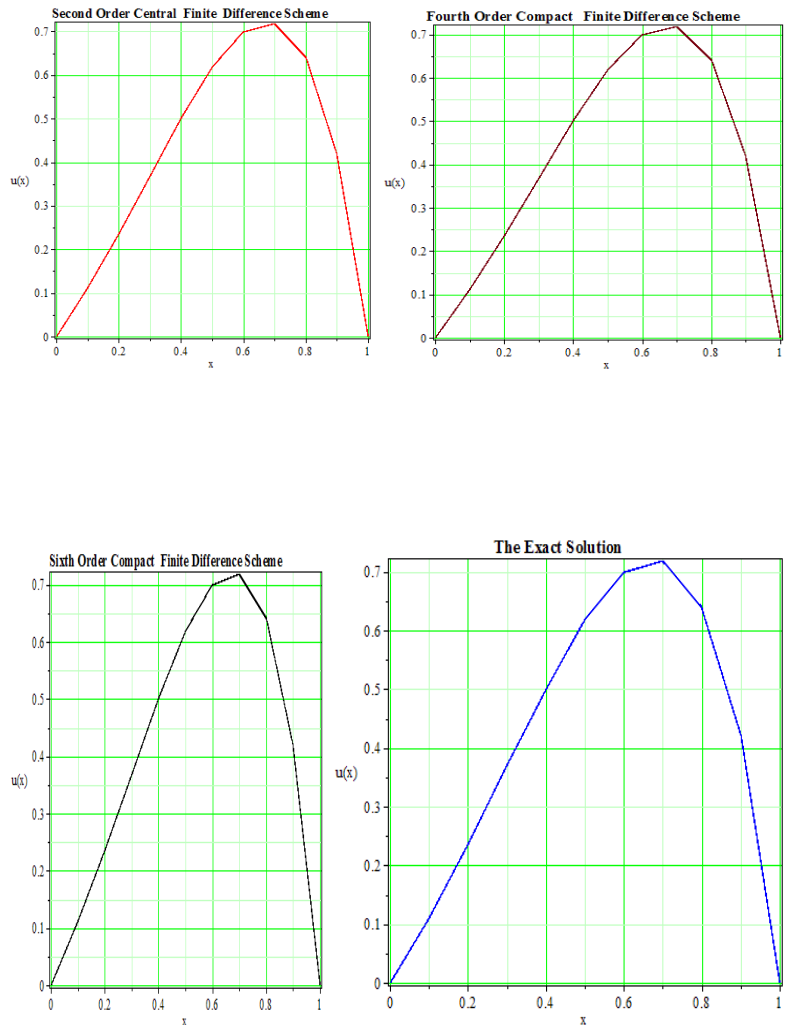 Second Order Central Finite Difference Scheme
0.7
0.6
0.5
0.4
u(x)
0.3
0.2
0.1
0
0 0.2 0.4 0.6 0.8 1
x
Fourth Order Compact Finite Difference Scheme
0.7
0.6
0.5
0.4
u(x)
0.3
0.2
0.1
0
0 0.2 0.4 0.6 0.8 1
x
Sixth Order Compact Finite Difference Scheme
0.7
0.6
0.5
0.4
u(x)
0.3
0.2
0.1
0
0 0.2 0.4 0.6 0.8 1
x
The Exact Solution
0.7
0.6
0.5
0.4
u(x)
0.3
0.2
0.1
0
0 0.2 0.4 0.6 0.8 1
x